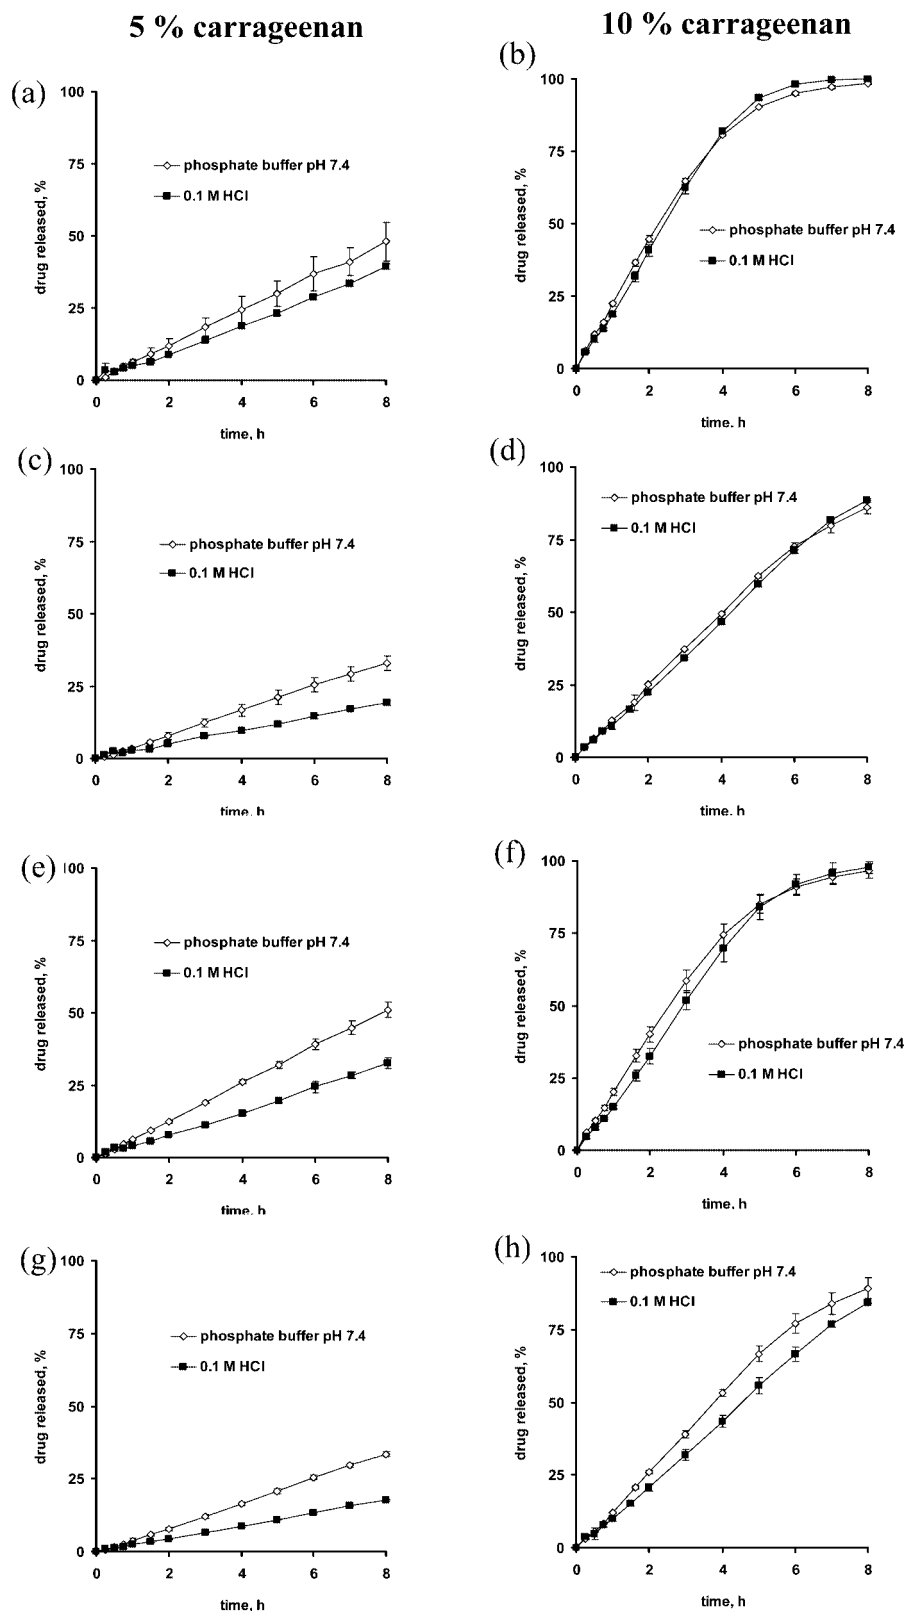 5 % carrageenan
10 % carrageenan
(a)
100
75
50
25
0
drug released, %
phosphate buffer pH 7.4
0.1 M HCl
0 2 4 6 8
time, h
(b)
100
75
50
25
0
drug released, %
phosphate buffer pH 7.4
0.1 M HCl
0 2 4 6 8
time, h
(c)
100
75
50
25
0
drug released, %
phosphate buffer pH 7.4
0.1 M HCl
0 2 4 6 8
time, h
(d)
100
75
50
25
0
drug released, %
phosphate buffer pH 7.4
0.1 M HCl
0 2 4 6 8
time, h
(e)
100
75
50
25
0
drug released, %
phosphate buffer pH 7.4
0.1 M HCl
0 2 4 6 8
time, h
(f)
100
75
50
25
0
drug released, %
phosphate buffer pH 7.4
0.1 M HCl
0 2 4 6 8
time, h
(g)
100
75
50
25
0
drug released, %
phosphate buffer pH 7.4
0.1 M HCl
0 2 4 6 8
time, h
(h)
100
75
50
25
0
drug released, %
phosphate buffer pH 7.4
0.1 M HCl
0 2 4 6 8
time, h